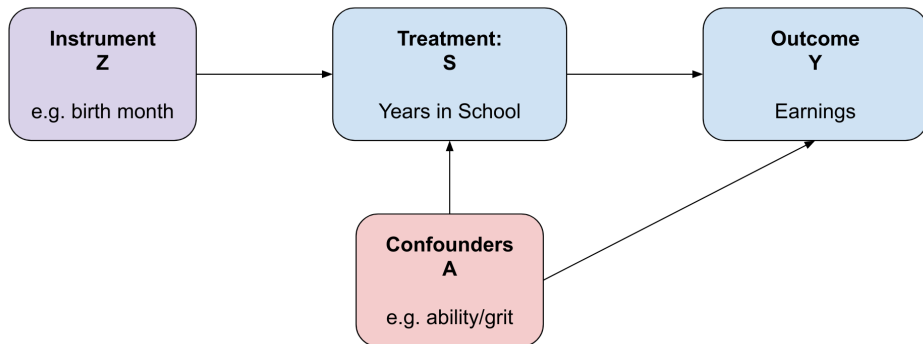 Instrument
Z
e.g. birth month
Treatment:
S
Years in School
Outcome
Y
Earnings
Confounders
A
e.g. ability/grit